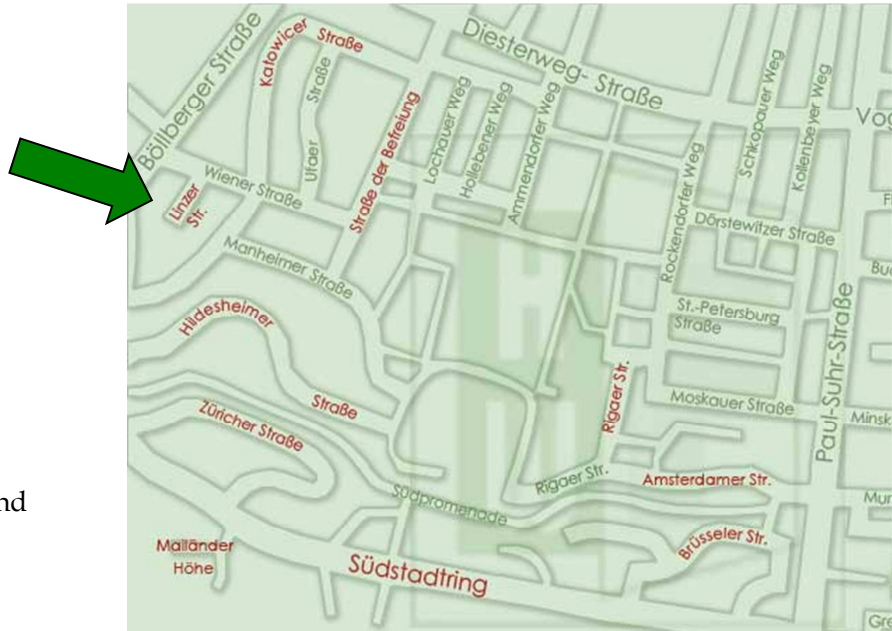 Böllberger Straße
Katowicer
Straße
Diesterweg- Straße
Straße
Ufaer
Straße der Befreiung
Lochauer Weg
Hollebener Weg
Ammendorfer Weg
Schkopauer Weg
Kollenbeyer Weg
Rockendorfer Weg
Wiener Straße
Linzer
Str.
Dörstewitzer Straße
Manheimer Straße
St.-Petersburg
Straße
Hildesheimer
Straße
Paul-Suhr-Straße
Rigaer Str.
Moskauer Straße
Minsk
Züricher Straße
Rigaer Str.
Amsterdamer Str.
Südpromenade
nd
Brüsseler Str.
Mailänder
Höhe
Südstadtring